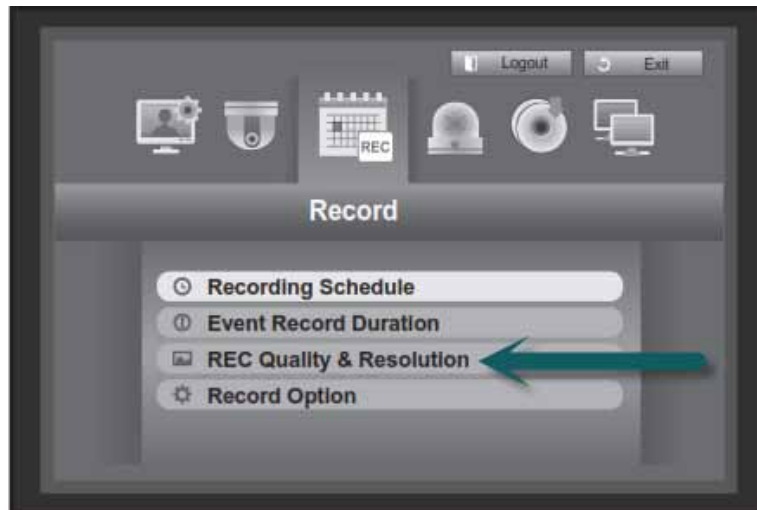 Logout Exit
REC
Record
Recording Schedule
Event Record Duration
REC Quality & Resolution
Record Option